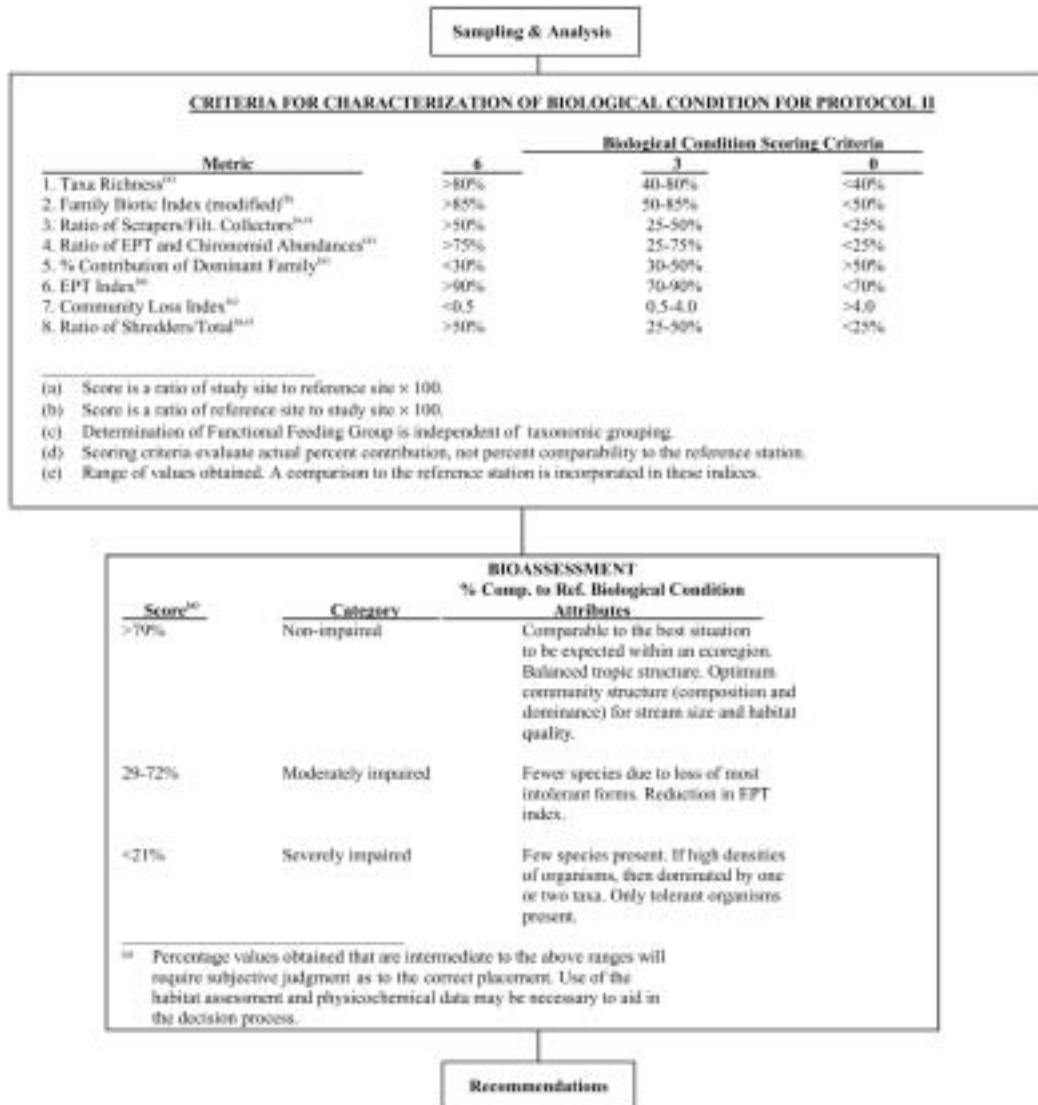 Sampling & Analysis
CRITERIA FOR CHARACTERIZATION OF BIOLOGICAL CONDITION FOR PROTOCOL II
Biological Condition Scoring Criteria
Metric 6 3 0
1. Taxa Richness(a) >80% 40-80% <40%
2. Family Biotic Index (modified)(b) >85% 50-85% <50%
3. Ratio of Scrapers/Filt. Collectors(a,c) >50% 25-50% <25%
4. Ratio of EPT and Chironomid Abundances(a) >75% 25-75% <25%
5. % Contribution of Dominant Family <30% 30-50% >50%
6. EPT Index(a) >90% 70-90% <70%
7. Community Loss Index <0.5 0.5-4.0 >4.0
8. Ratio of Shredders/Total(a,c) >50% 25-50% <25%
(a) Score is a ratio of study site to reference site × 100.
(b) Score is a ratio of reference site to study site × 100.
(c) Determination of Functional Feeding Group is independent of taxonomic grouping.
(d) Scoring criteria evaluate actual percent contribution, not percent comparability to the reference station.
(e) Range of values obtained. A comparison to the reference station is incorporated in these indices.
BIOASSESSMENT
% Comp. to Ref. Biological Condition
Score(a) Category Attributes
>79% Non-impaired Comparable to the best situation
to be expected within an ecoregion.
Balanced tropic structure. Optimum
community structure (composition and
dominance) for stream size and habitat
quality.
29-72% Moderately impaired Fewer species due to loss of most
intolerant forms. Reduction in EPT
index.
<21% Severely impaired Few species present. If high densities
of organisms, then dominated by one
or two taxa. Only tolerant organisms
present.
(a) Percentage values obtained that are intermediate to the above ranges will
require subjective judgment as to the correct placement. Use of the
habitat assessment and physicochemical data may be necessary to aid in
the decision process.
Recommendations